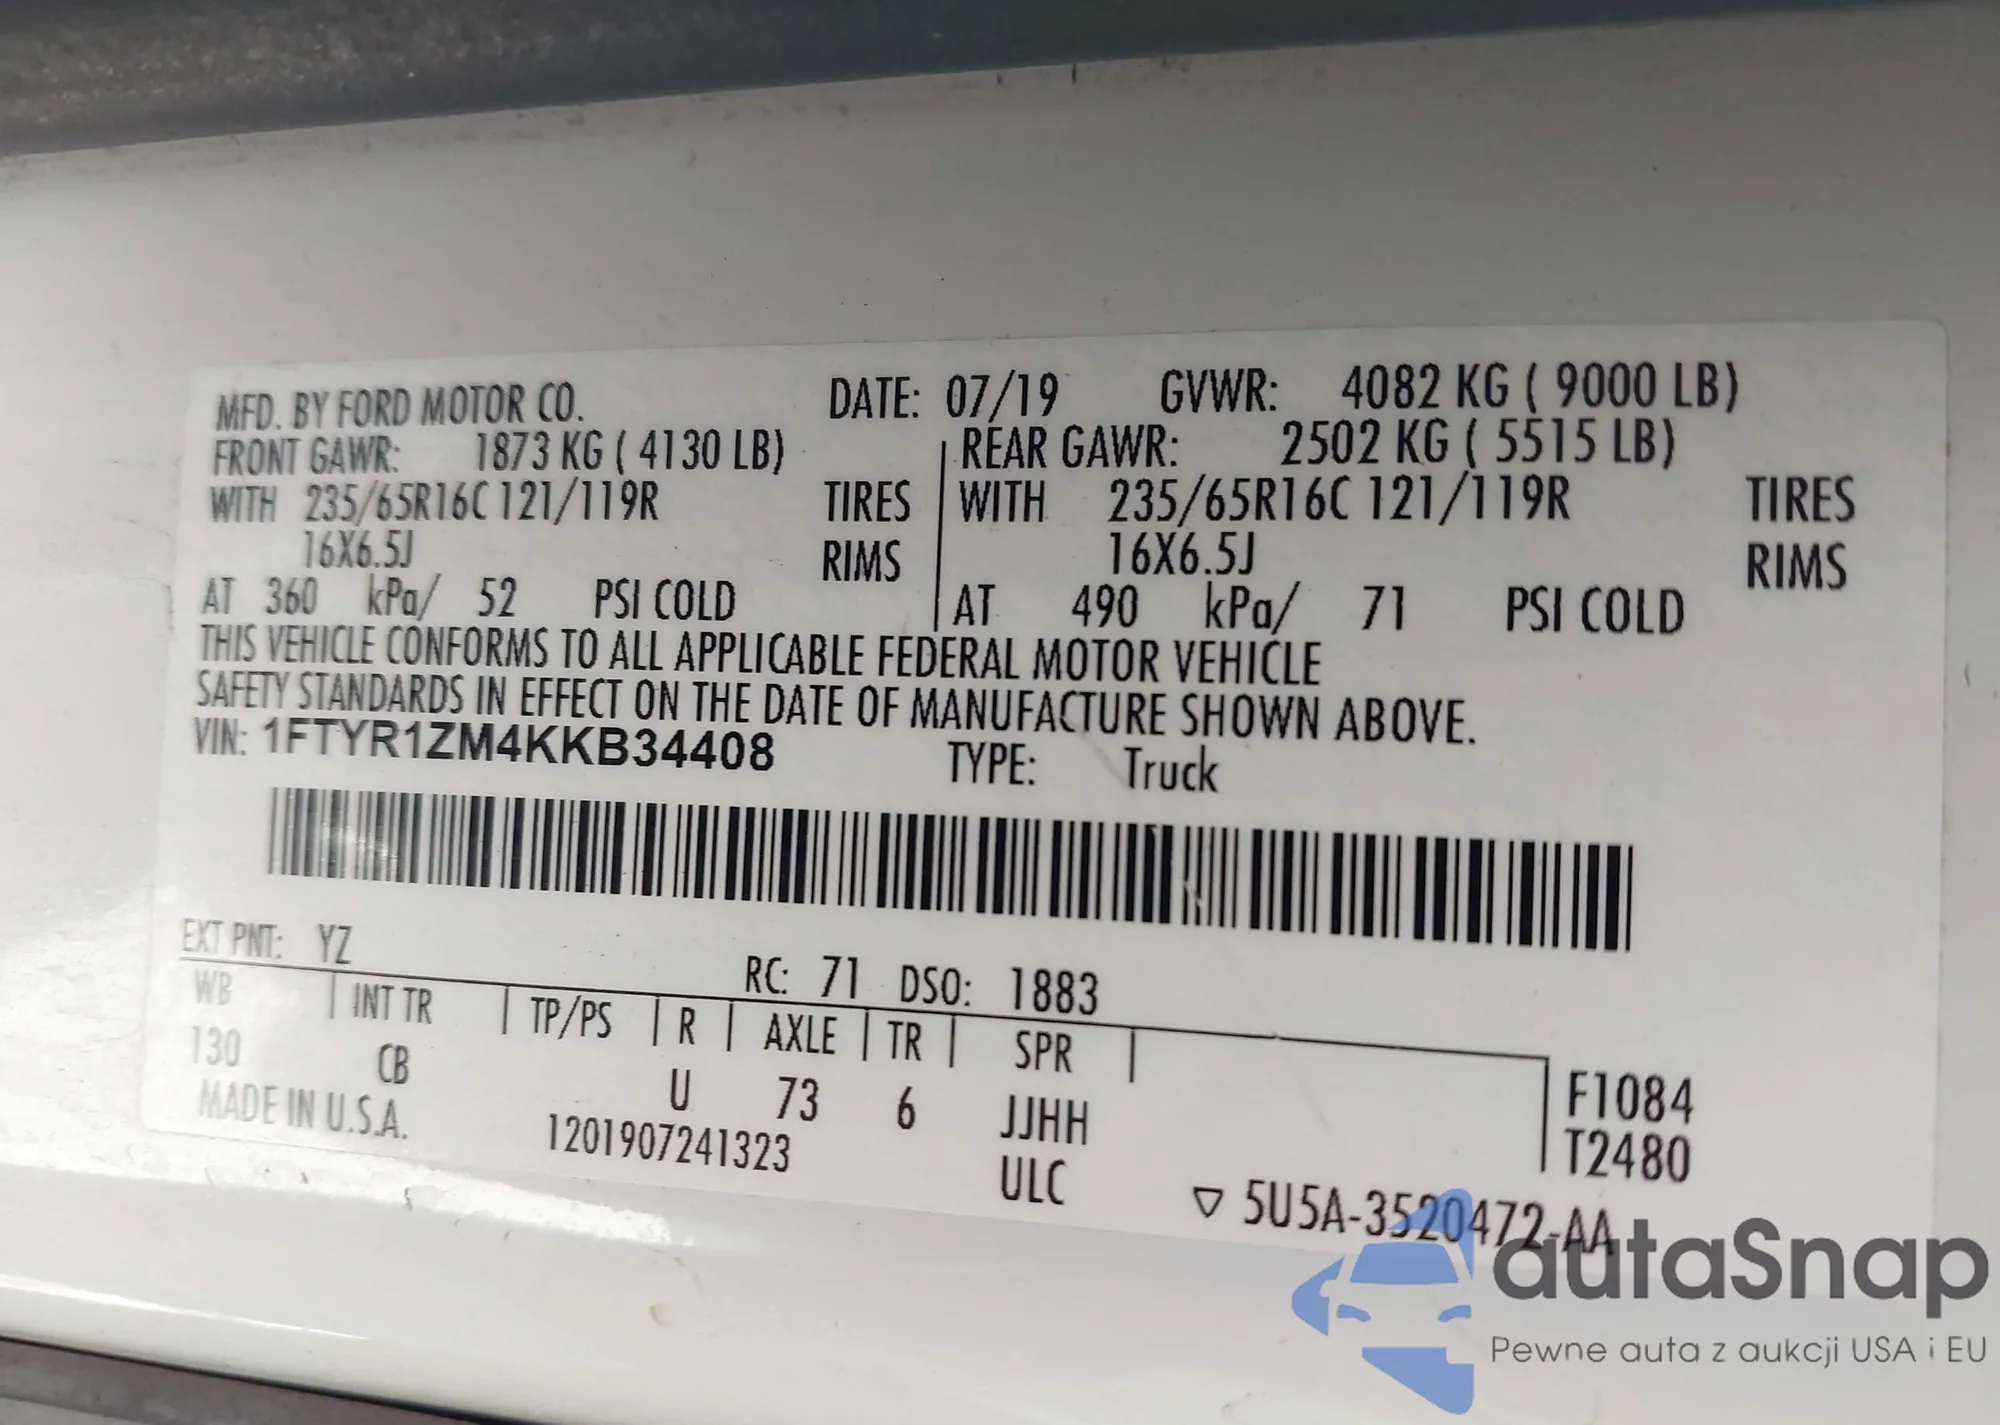 MFD. BY FORD MOTOR CO. DATE: 07/19 GVWR: 4082 KG ( 9000 LB)
FRONT GAWR: 1873 KG ( 4130 LB) REAR GAWR: 2502 KG ( 5515 LB)
WITH 235/65R16C 121/119R TIRES WITH 235/65R16C 121/119R TIRES
16X6.5J RIMS 16X6.5J RIMS
AT 360 kPa/ 52 PSI COLD AT 490 kPa/ 71 PSI COLD
THIS VEHICLE CONFORMS TO ALL APPLICABLE FEDERAL MOTOR VEHICLE
SAFETY STANDARDS IN EFFECT ON THE DATE OF MANUFACTURE SHOWN ABOVE.
VIN: 1FTYR1ZM4KKB34408 TYPE: Truck
EXT PNT: YZ RC: 71 DSO: 1883
WB INT TR TP/PS R AXLE TR SPR
130 CB U 73 6 JJHH F1084
MADE IN U.S.A. 1201907241323 ULC T2480
▽ 5U5A-3520472-AA
autaSnap
Pewne auta z aukcji USA i EU